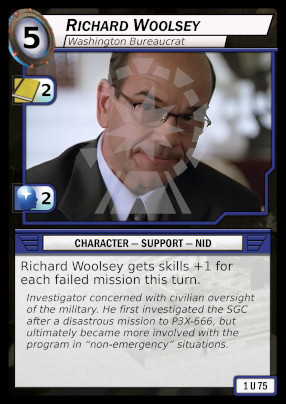 5
RICHARD WOOLSEY
Washington Bureaucrat
2
2
CHARACTER – SUPPORT – NID
Richard Woolsey gets skills +1 for
each failed mission this turn.
Investigator concerned with civilian oversight
of the military. He first investigated the SGC
after a disastrous mission to P3X-666, but
ultimately became more involved with the
program in “non-emergency” situations.
1 U 75